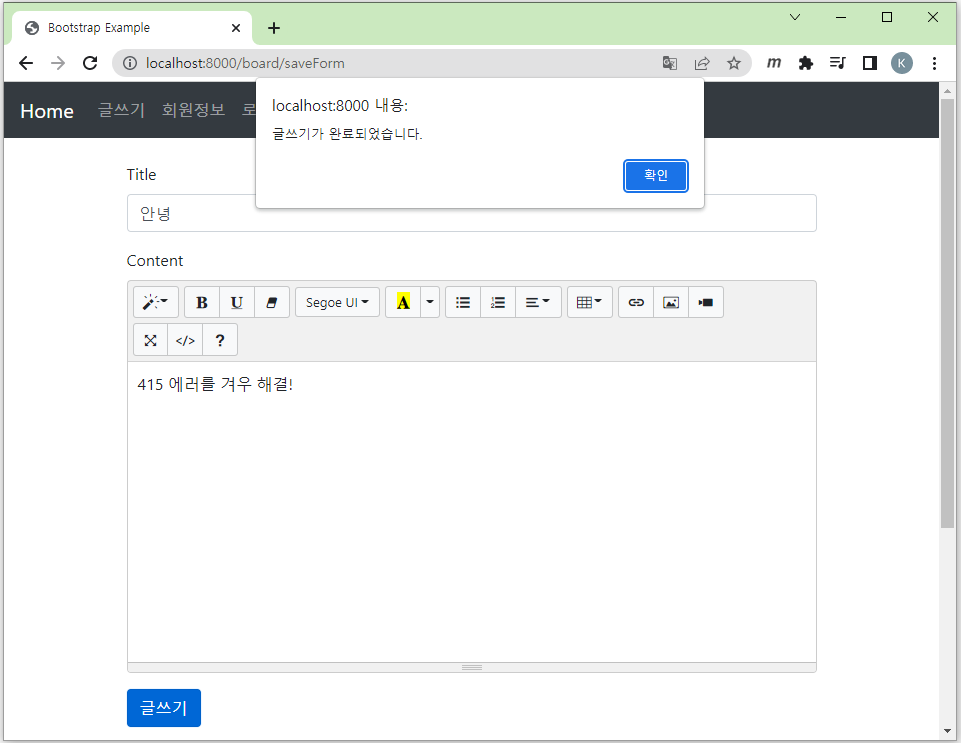 Bootstrap Example
localhost:8000/board/saveForm
m
K
Home 글쓰기 회원정보 로
localhost:8000 내용:
글쓰기가 완료되었습니다.
확인
Title
안녕
Content
B U Segoe UI A
</> ?
415 에러를 겨우 해결!
글쓰기